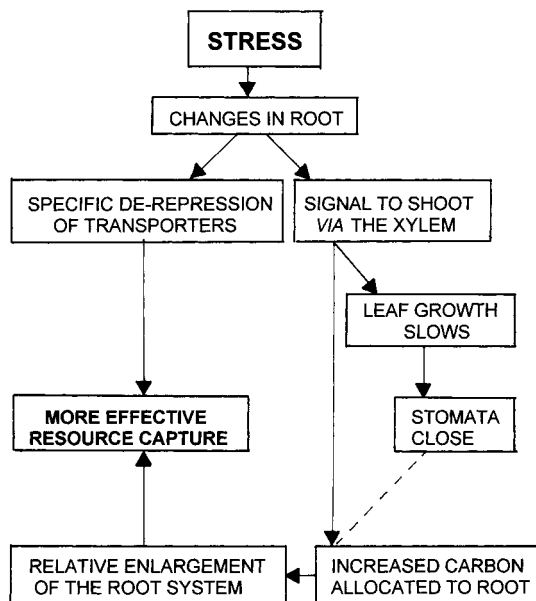 STRESS
CHANGES IN ROOT
SPECIFIC DE-REPRESSION
OF TRANSPORTERS
SIGNAL TO SHOOT
VIA THE XYLEM
LEAF GROWTH
SLOWS
MORE EFFECTIVE
RESOURCE CAPTURE
STOMATA
CLOSE
RELATIVE ENLARGEMENT
OF THE ROOT SYSTEM
INCREASED CARBON
ALLOCATED TO ROOT